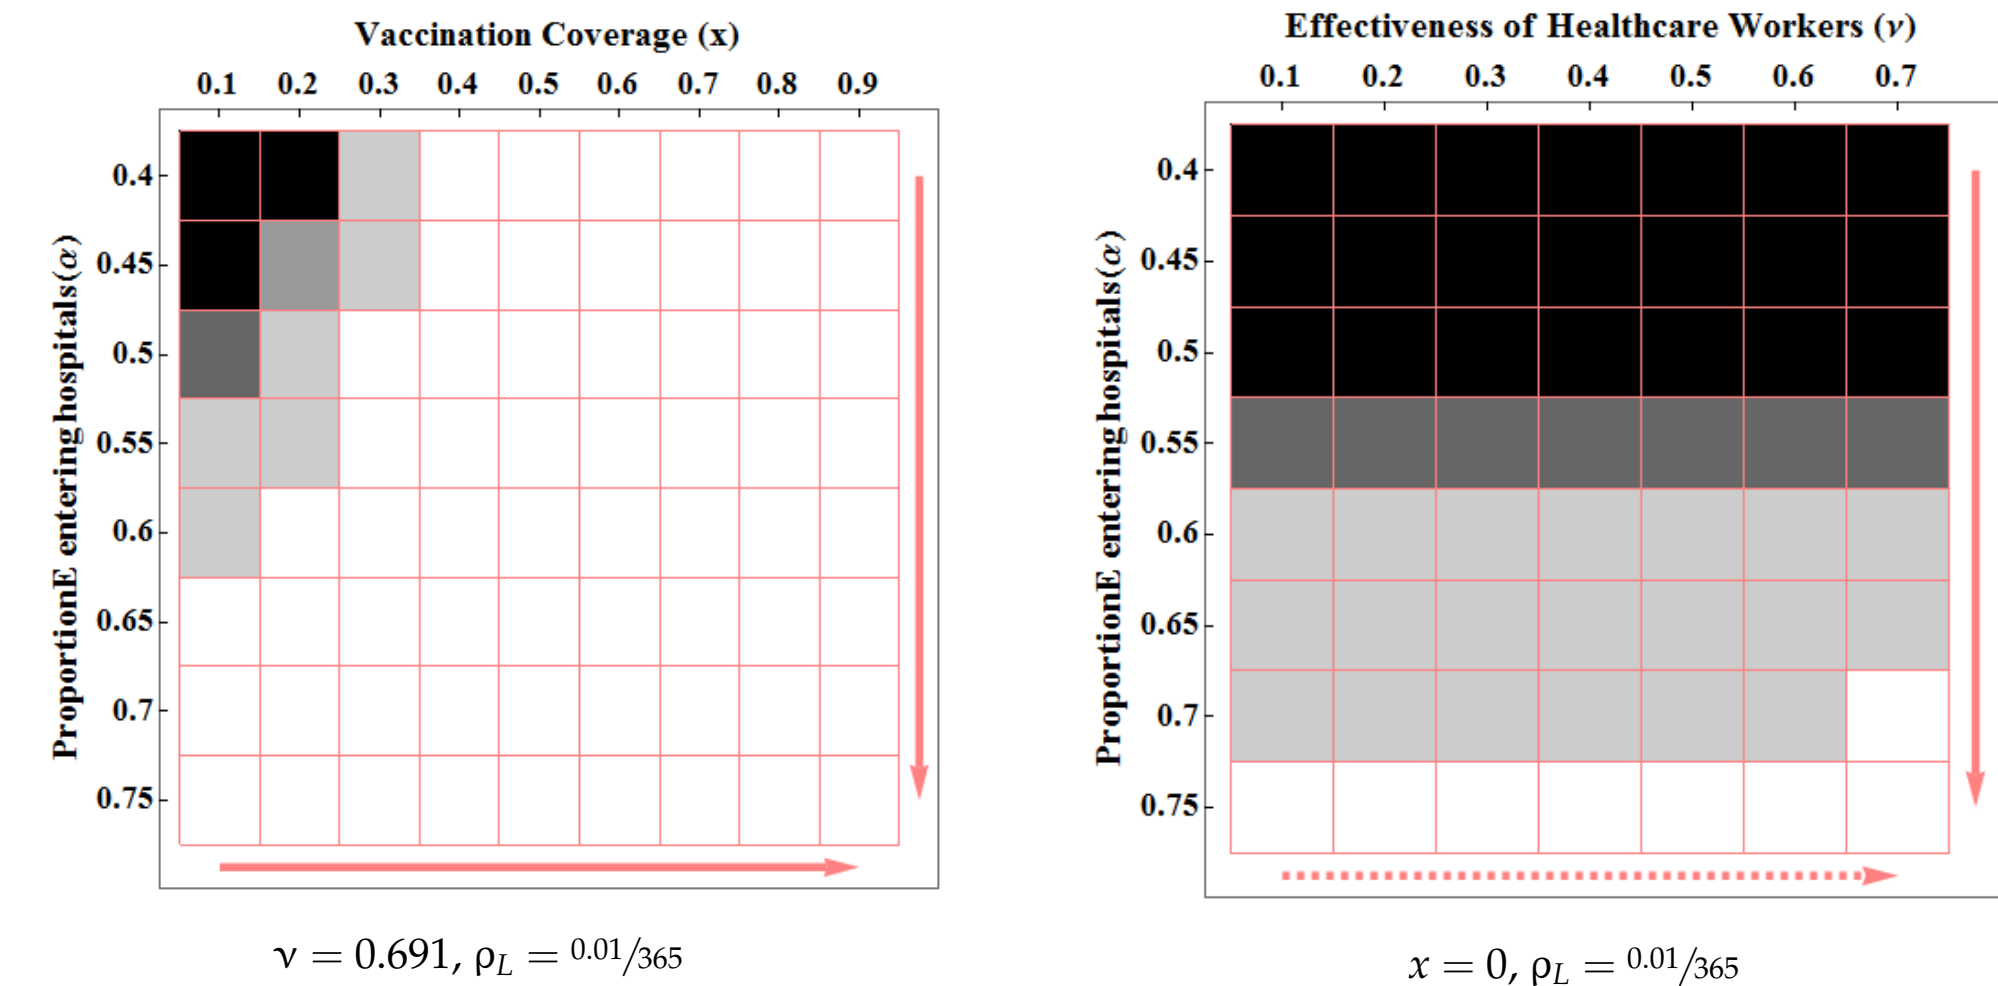 Vaccination Coverage (x)
0.1 0.2 0.3 0.4 0.5 0.6 0.7 0.8 0.9
ProportionE entering hospitals(α)
0.4
0.45
0.5
0.55
0.6
0.65
0.7
0.75
ν = 0.691, ρ_L = 0.01/365
Effectiveness of Healthcare Workers (ν)
0.1 0.2 0.3 0.4 0.5 0.6 0.7
ProportionE entering hospitals(α)
0.4
0.45
0.5
0.55
0.6
0.65
0.7
0.75
x = 0, ρ_L = 0.01/365